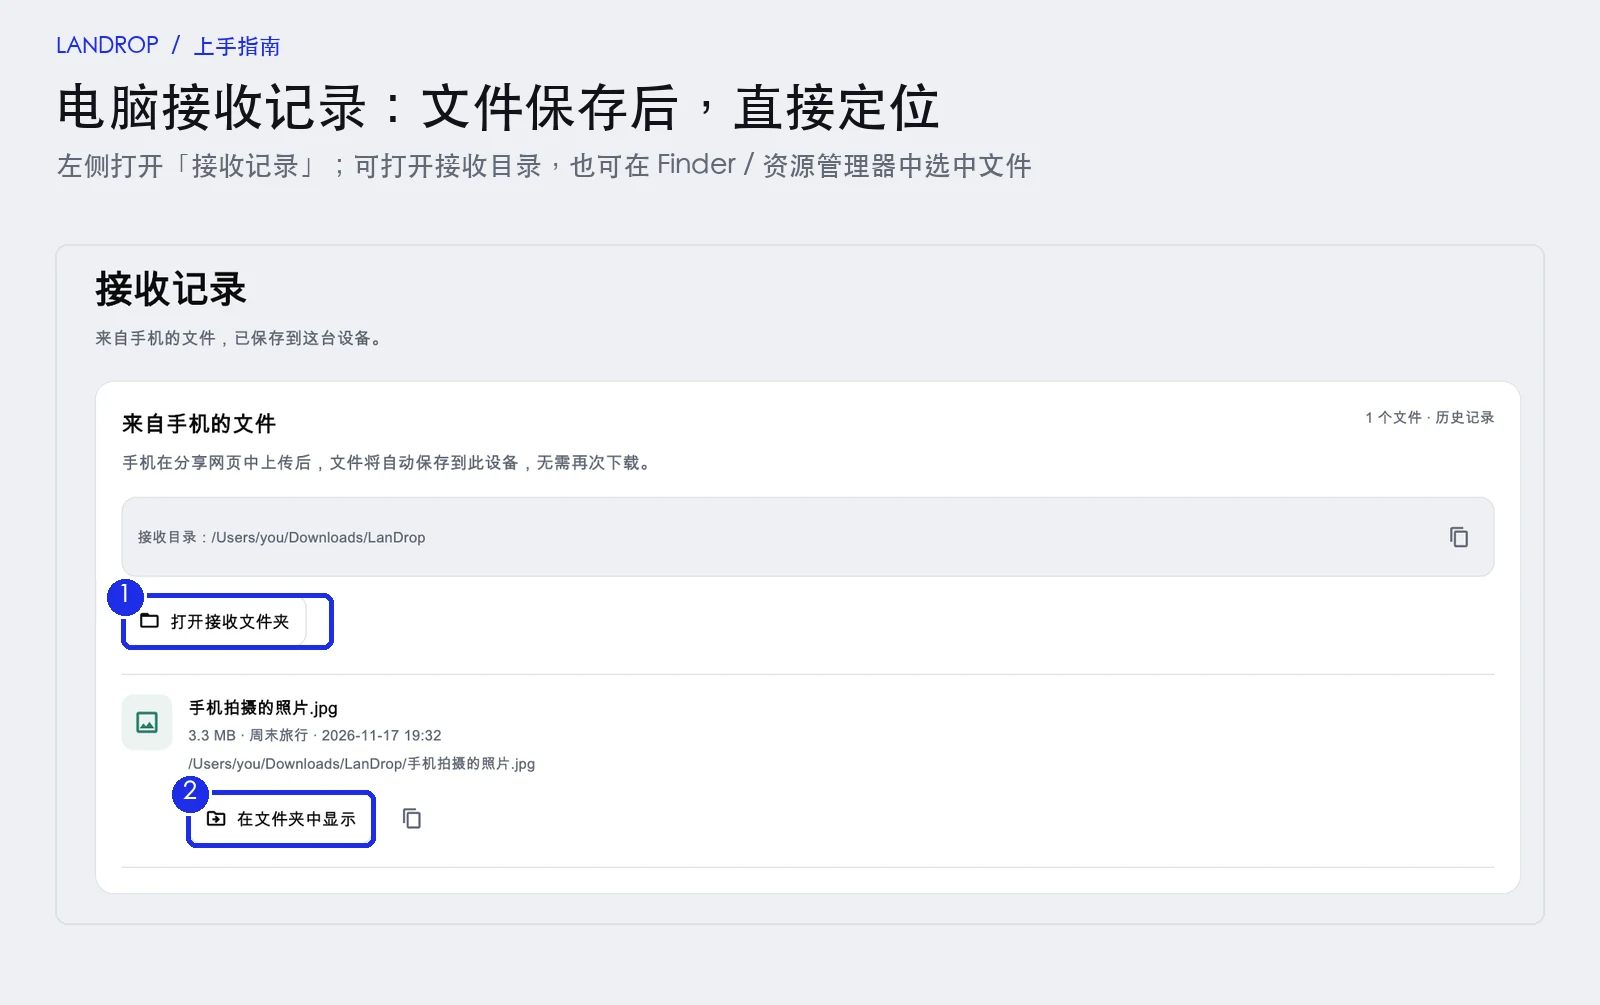 LANDROP / 上手指南
电脑接收记录：文件保存后，直接定位
左侧打开「接收记录」；可打开接收目录，也可在 Finder / 资源管理器中选中文件
接收记录
来自手机的文件，已保存到这台设备。
来自手机的文件
1 个文件 · 历史记录
手机在分享网页中上传后，文件将自动保存到此设备，无需再次下载。
接收目录：/Users/you/Downloads/LanDrop
1
打开接收文件夹
手机拍摄的照片.jpg
3.3 MB · 周末旅行 · 2026-11-17 19:32
/Users/you/Downloads/LanDrop/手机拍摄的照片.jpg
2
在文件夹中显示